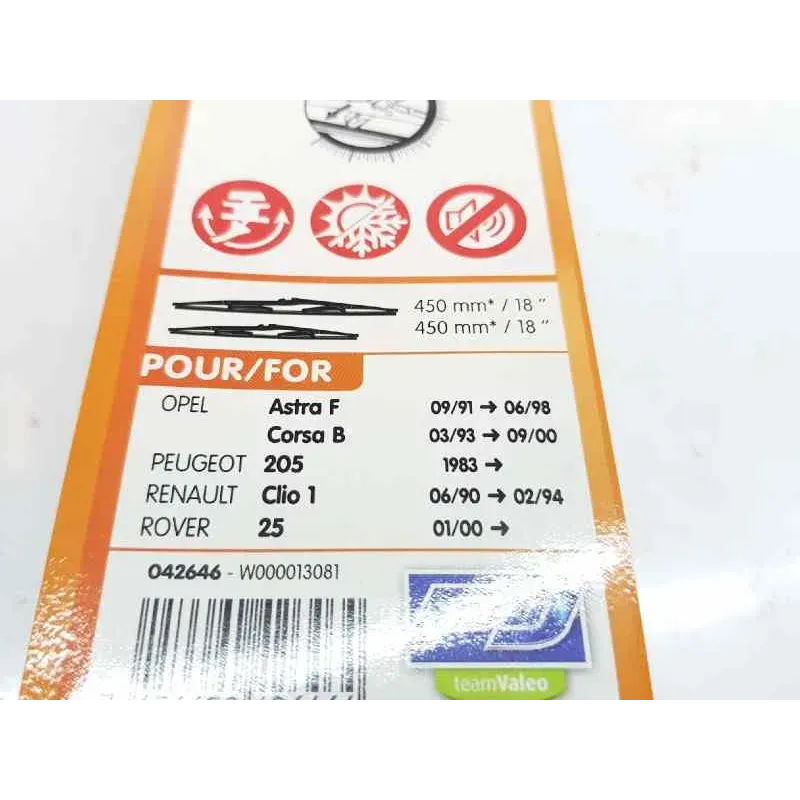 450 mm* / 18 "
450 mm* / 18 "
POUR/FOR
OPEL Astra F 09/91 → 06/98
Corsa B 03/93 → 09/00
PEUGEOT 205 1983 →
RENAULT Clio 1 06/90 → 02/94
ROVER 25 01/00 →
042646 - W000013081
teamValeo